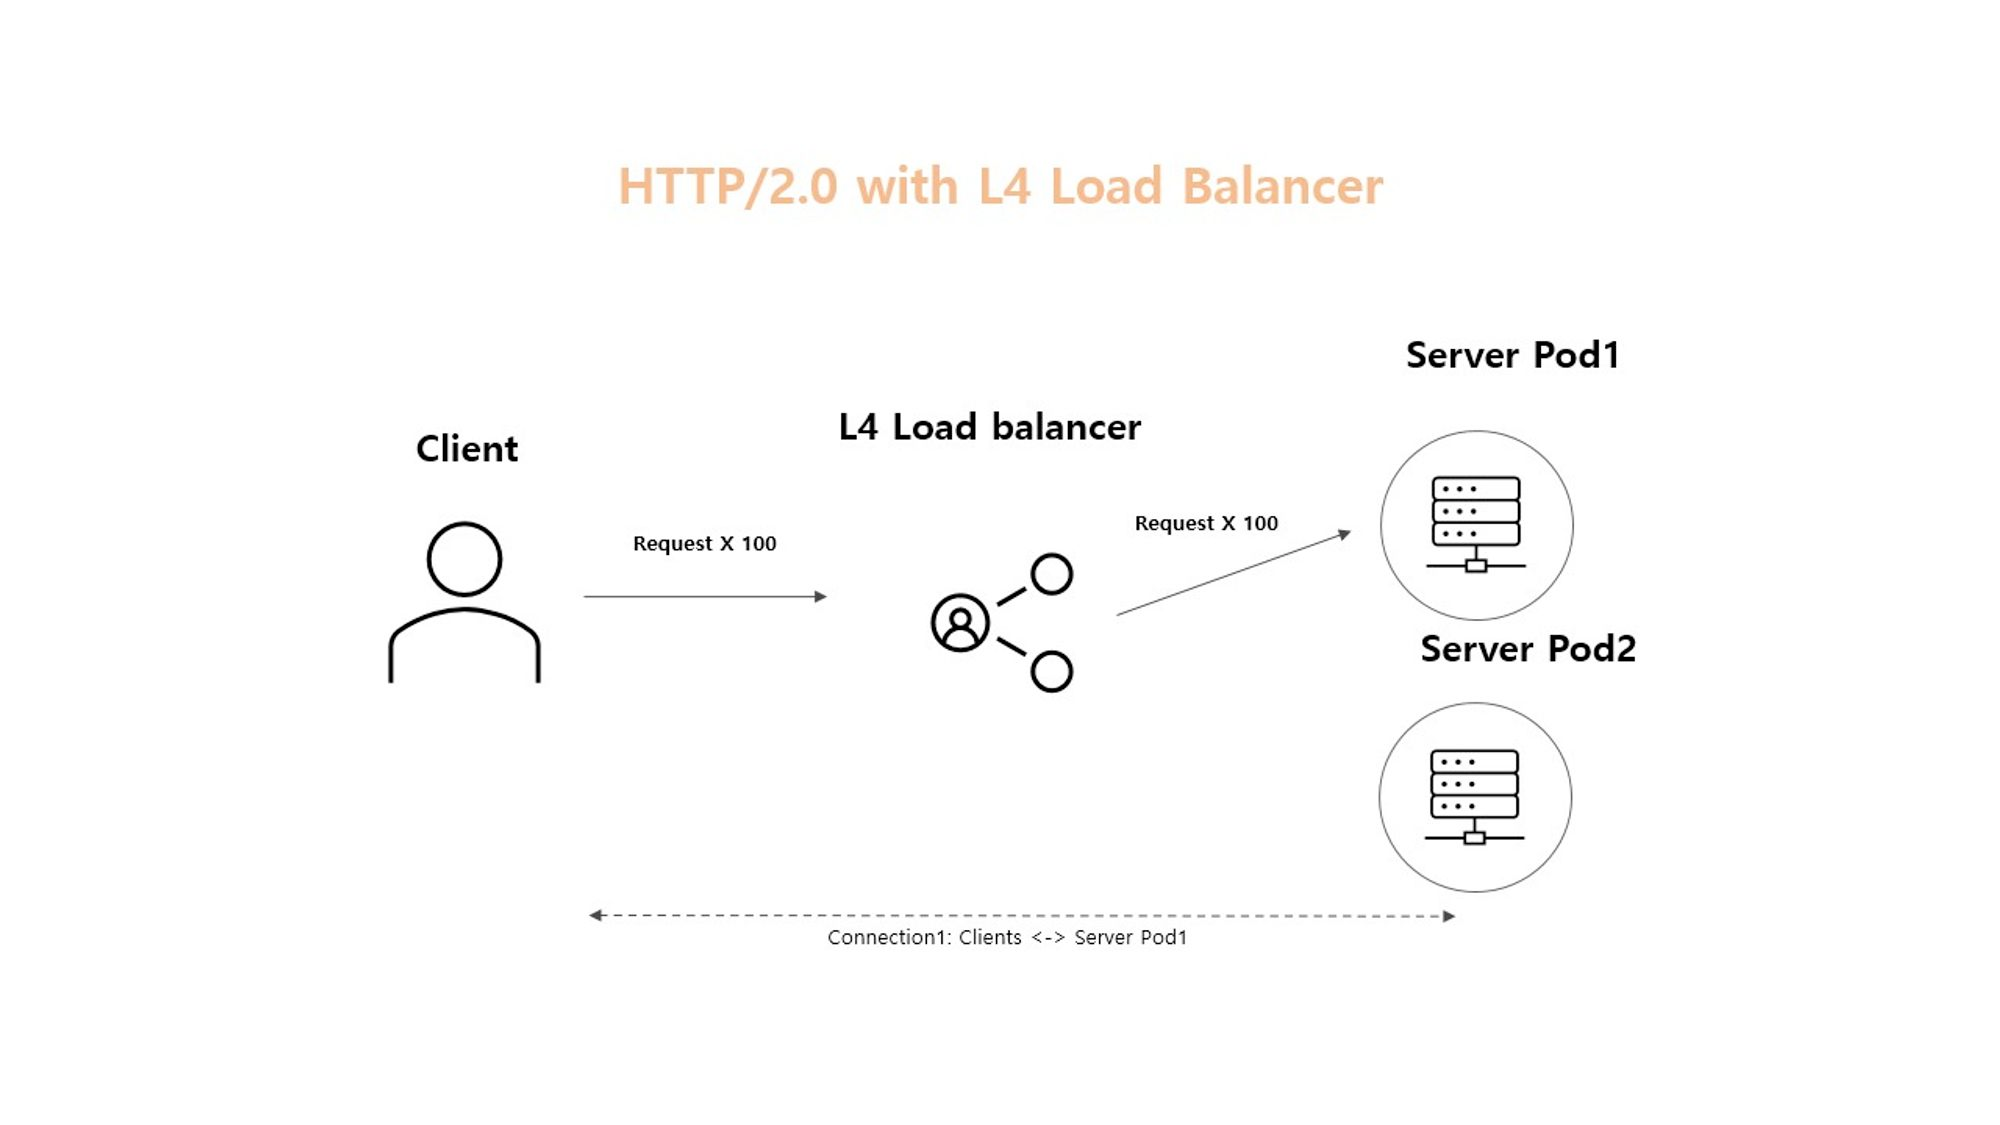 HTTP/2.0 with L4 Load Balancer
Server Pod1
L4 Load balancer
Client
Request X 100
Request X 100
Server Pod2
Connection1: Clients <-> Server Pod1